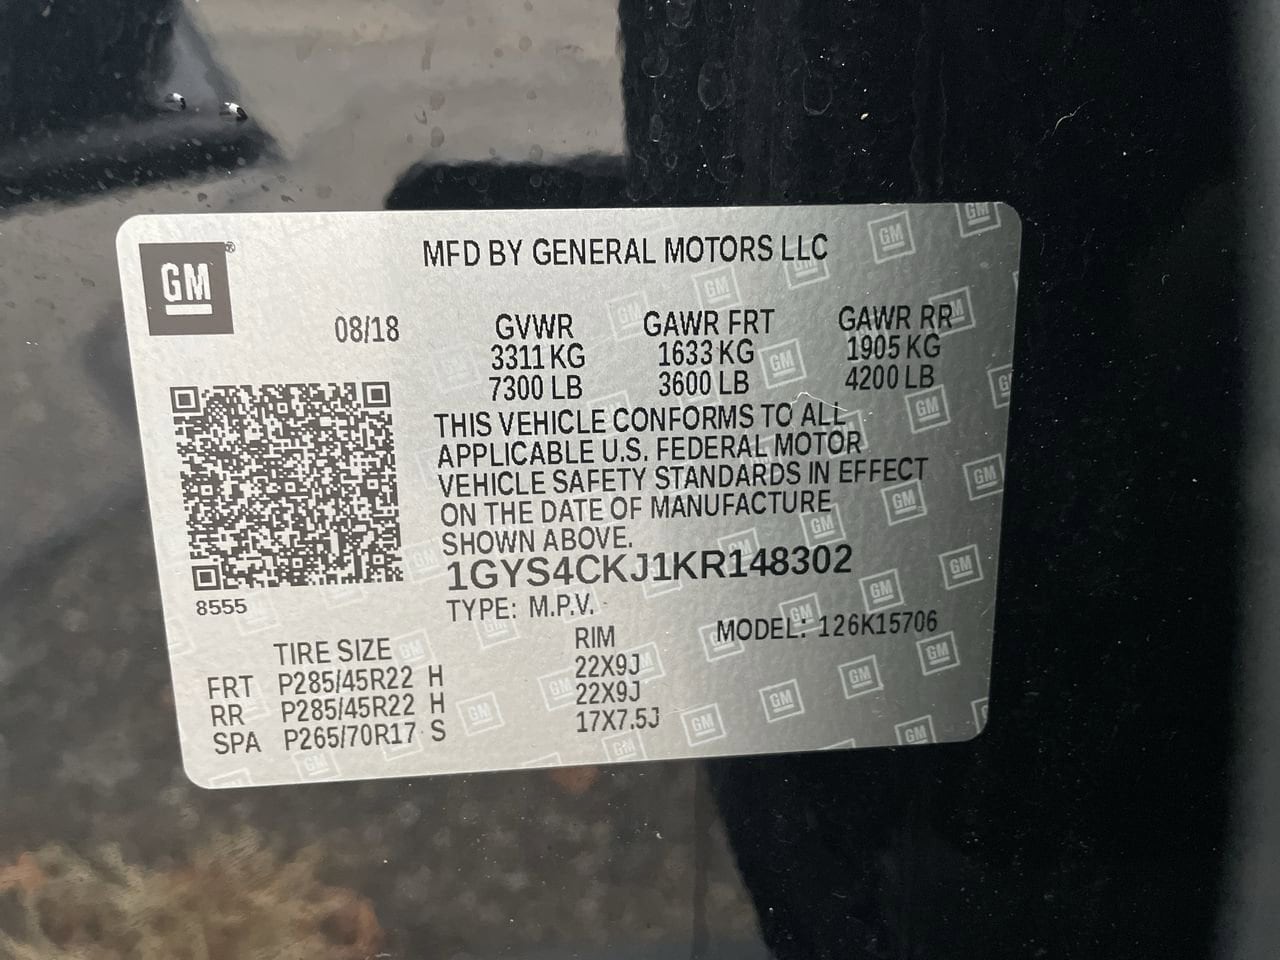 GM®
MFD BY GENERAL MOTORS LLC
08/18 GVWR GAWR FRT GAWR RR
3311 KG 1633 KG 1905 KG
7300 LB 3600 LB 4200 LB
THIS VEHICLE CONFORMS TO ALL
APPLICABLE U.S. FEDERAL MOTOR
VEHICLE SAFETY STANDARDS IN EFFECT
ON THE DATE OF MANUFACTURE
SHOWN ABOVE.
1GYS4CKJ1KR148302
8555
TYPE: M.P.V.
MODEL: 126K15706
TIRE SIZE RIM
FRT P285/45R22 H 22X9J
RR P285/45R22 H 22X9J
SPA P265/70R17 S 17X7.5J